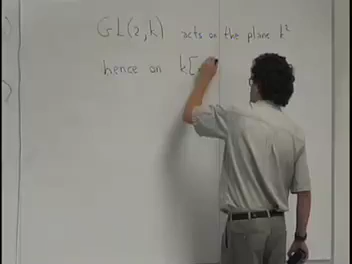 GL(2,k) acts on the plane k²
hence on k[